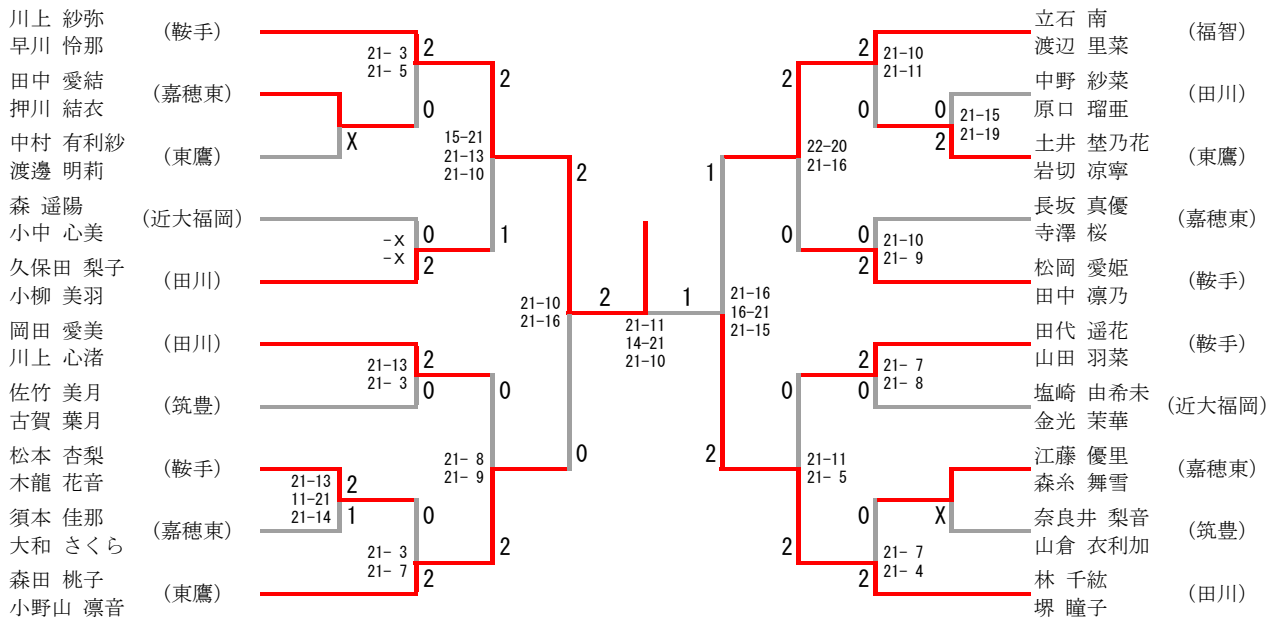 川上 紗弥
早川 怜那
(鞍手)
田中 愛結
押川 結衣
(嘉穂東)
中村 有利紗
渡邊 明莉
(東鷹)
森 遥陽
小中 心美
(近大福岡)
久保田 梨子
小柳 美羽
(田川)
岡田 愛美
川上 心渚
(田川)
佐竹 美月
古賀 葉月
(筑豊)
松本 杏梨
木龍 花音
(鞍手)
須本 佳那
大和 さくら
(嘉穂東)
森田 桃子
小野山 凛音
(東鷹)
X
21-13
11-21
21-14
2
1
21- 3
21- 5
2
0
-X
-X
0
2
21-13
21- 3
2
0
21- 3
21- 7
0
2
15-21
21-13
21-10
2
1
21- 8
21- 9
0
2
21-10
21-16
2
0
2
1
21-11
14-21
21-10
21-16
16-21
21-15
1
2
22-20
21-16
2
0
21-11
21- 5
0
2
21-10
21-11
2
0
21-10
21- 9
0
2
21- 7
21- 8
2
0
21- 7
21- 4
0
2
21-15
21-19
0
2
X
立石 南
渡辺 里菜
(福智)
中野 紗菜
原口 瑠亜
(田川)
土井 埜乃花
岩切 凉寧
(東鷹)
長坂 真優
寺澤 桜
(嘉穂東)
松岡 愛姫
田中 凛乃
(鞍手)
田代 遥花
山田 羽菜
(鞍手)
塩崎 由希未
金光 茉華
(近大福岡)
江藤 優里
森糸 舞雪
(嘉穂東)
奈良井 梨音
山倉 衣利加
(筑豊)
林 千紘
堺 瞳子
(田川)